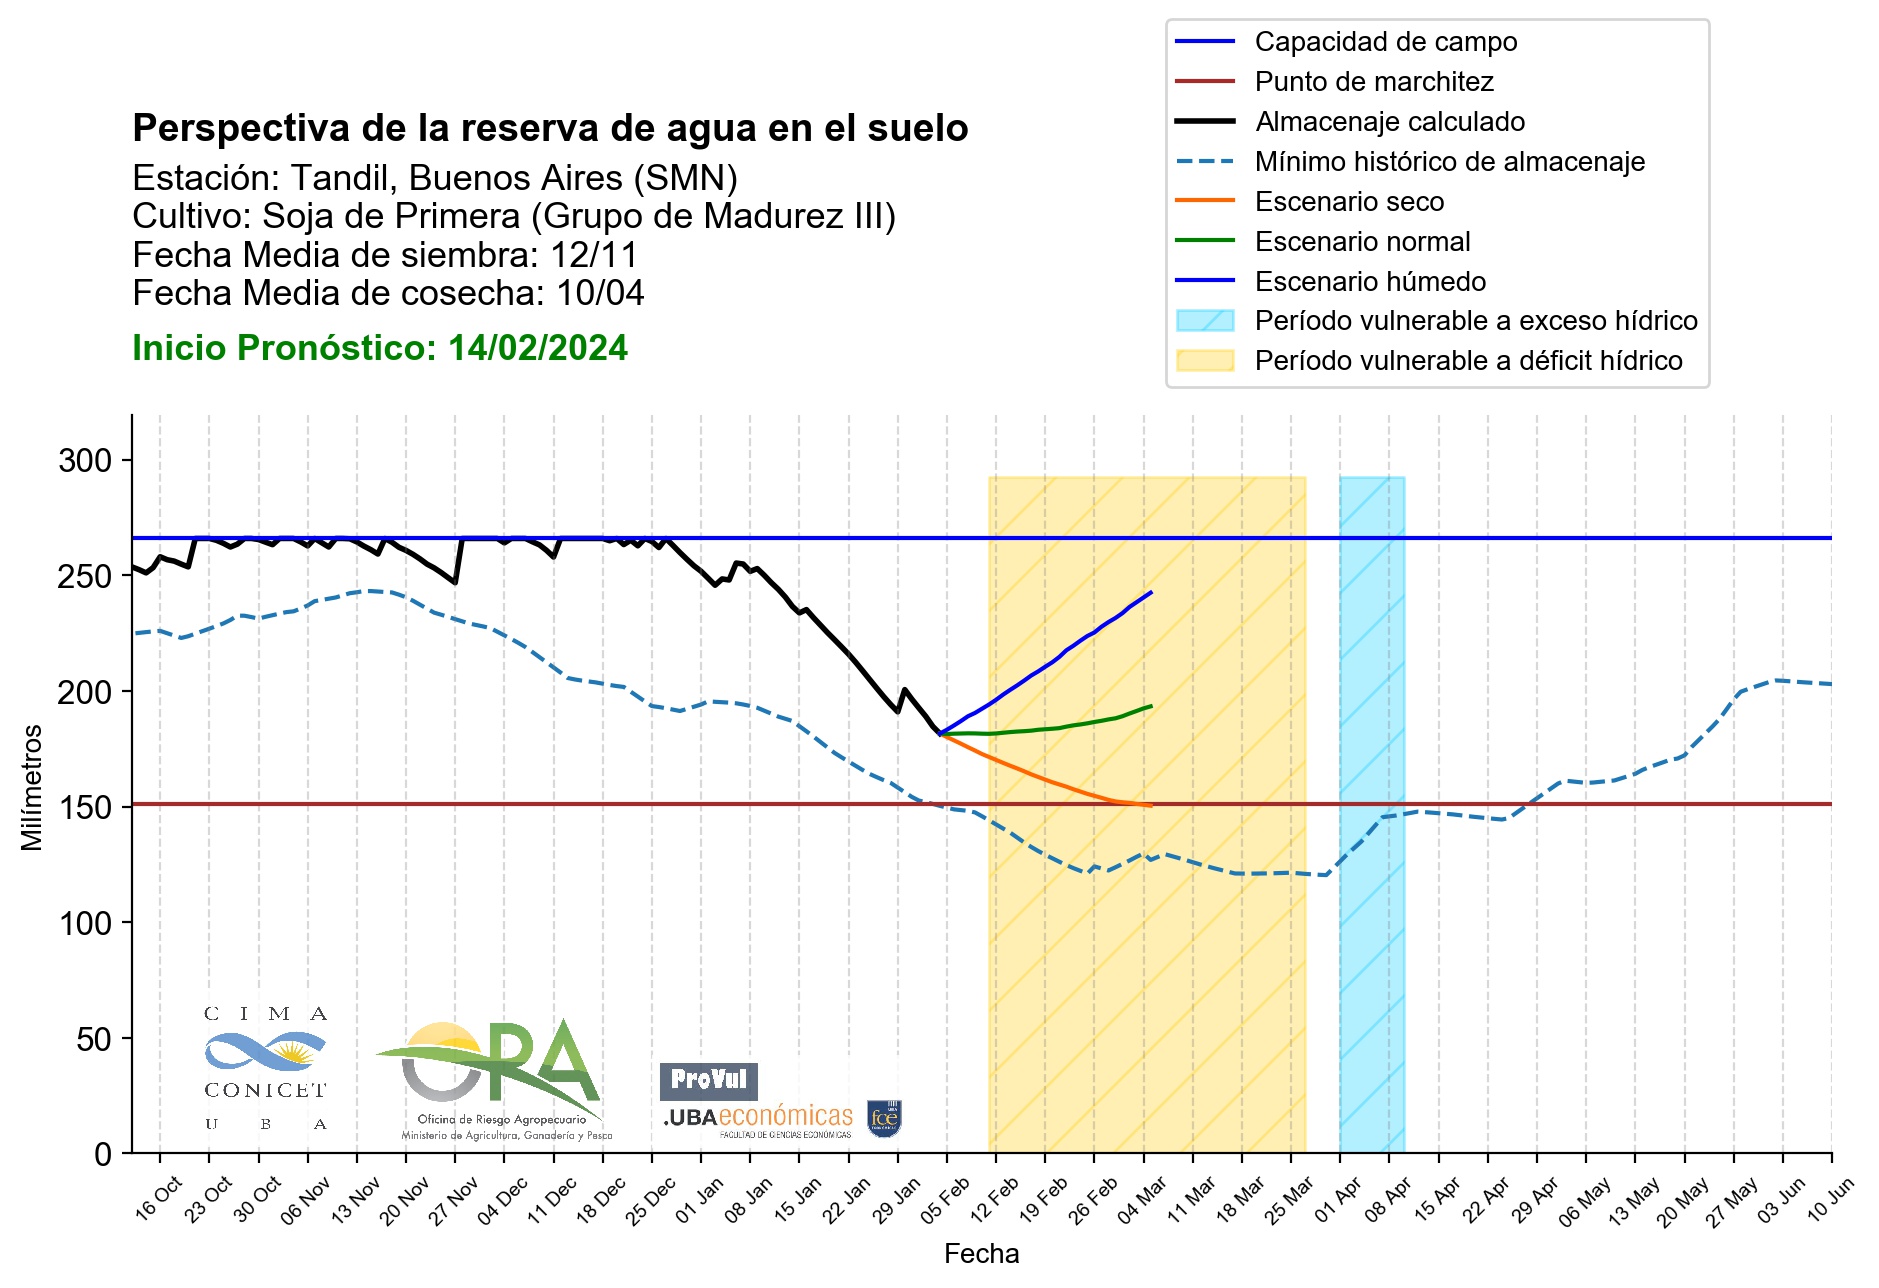 Capacidad de campo
Punto de marchitez
Almacenaje calculado
Mínimo histórico de almacenaje
Escenario seco
Escenario normal
Escenario húmedo
Período vulnerable a exceso hídrico
Período vulnerable a déficit hídrico
Perspectiva de la reserva de agua en el suelo
Estación: Tandil, Buenos Aires (SMN)
Cultivo: Soja de Primera (Grupo de Madurez III)
Fecha Media de siembra: 12/11
Fecha Media de cosecha: 10/04
Inicio Pronóstico: 14/02/2024
Milímetros
300
250
200
150
100
50
0
CIMA
CONICET
UBA
ORA
Oficina de Riesgo Agropecuario
Ministerio de Agricultura, Ganadería y Pesca
ProVul
.UBAeconómicas
FACULTAD DE CIENCIAS ECONÓMICAS
fce
16 Oct
23 Oct
30 Oct
06 Nov
13 Nov
20 Nov
27 Nov
04 Dec
11 Dec
18 Dec
25 Dec
01 Jan
08 Jan
15 Jan
22 Jan
29 Jan
05 Feb
12 Feb
19 Feb
26 Feb
04 Mar
11 Mar
18 Mar
25 Mar
01 Apr
08 Apr
15 Apr
22 Apr
29 Apr
06 May
13 May
20 May
27 May
03 Jun
10 Jun
Fecha